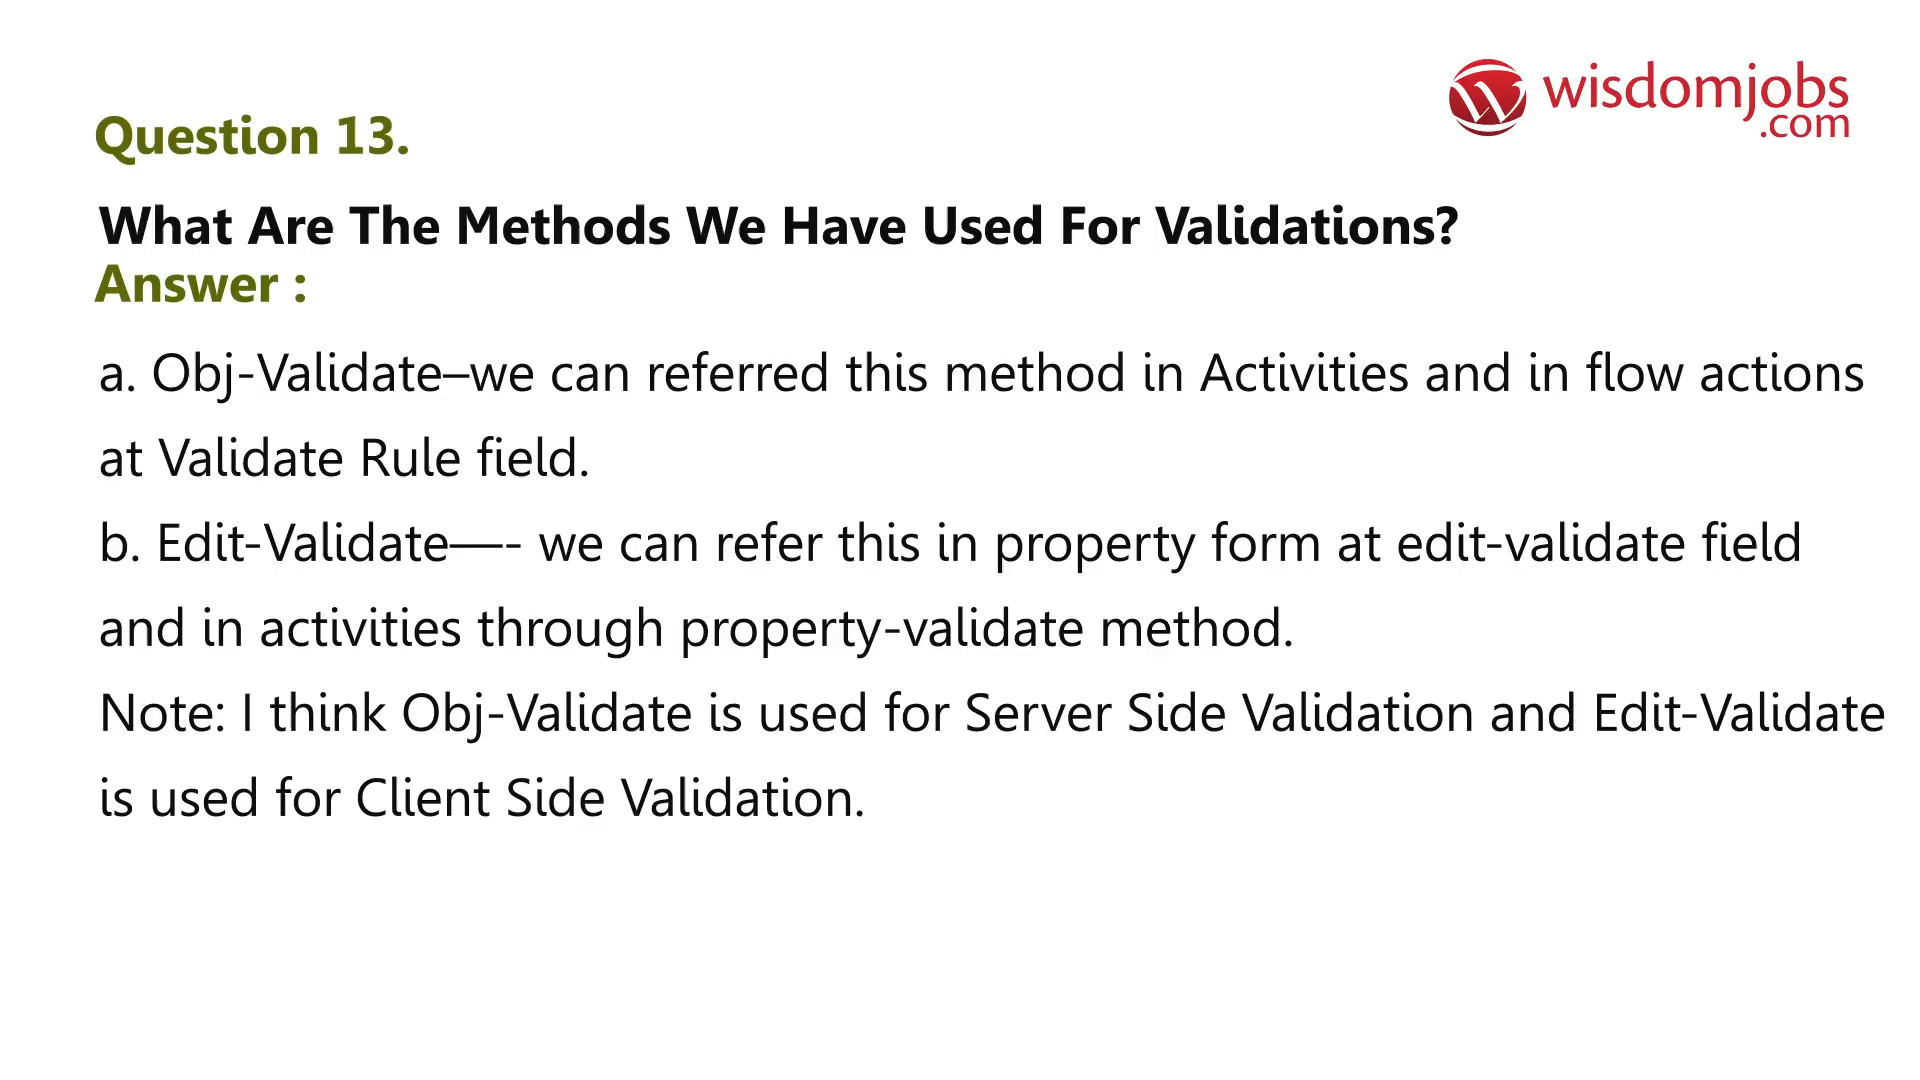 wisdomjobs
.com
Question 13.
What Are The Methods We Have Used For Validations?
Answer :
a. Obj-Validate–we can referred this method in Activities and in flow actions
at Validate Rule field.
b. Edit-Validate—- we can refer this in property form at edit-validate field
and in activities through property-validate method.
Note: I think Obj-Validate is used for Server Side Validation and Edit-Validate
is used for Client Side Validation.